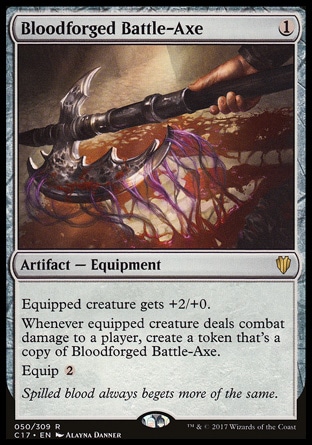 Bloodforged Battle-Axe 1
Artifact — Equipment
Equipped creature gets +2/+0.
Whenever equipped creature deals combat
damage to a player, create a token that's a
copy of Bloodforged Battle-Axe.
Equip 2
Spilled blood always begets more of the same.
050/309 R
C17 • EN Alayna Danner
™ & © 2017 Wizards of the Coast